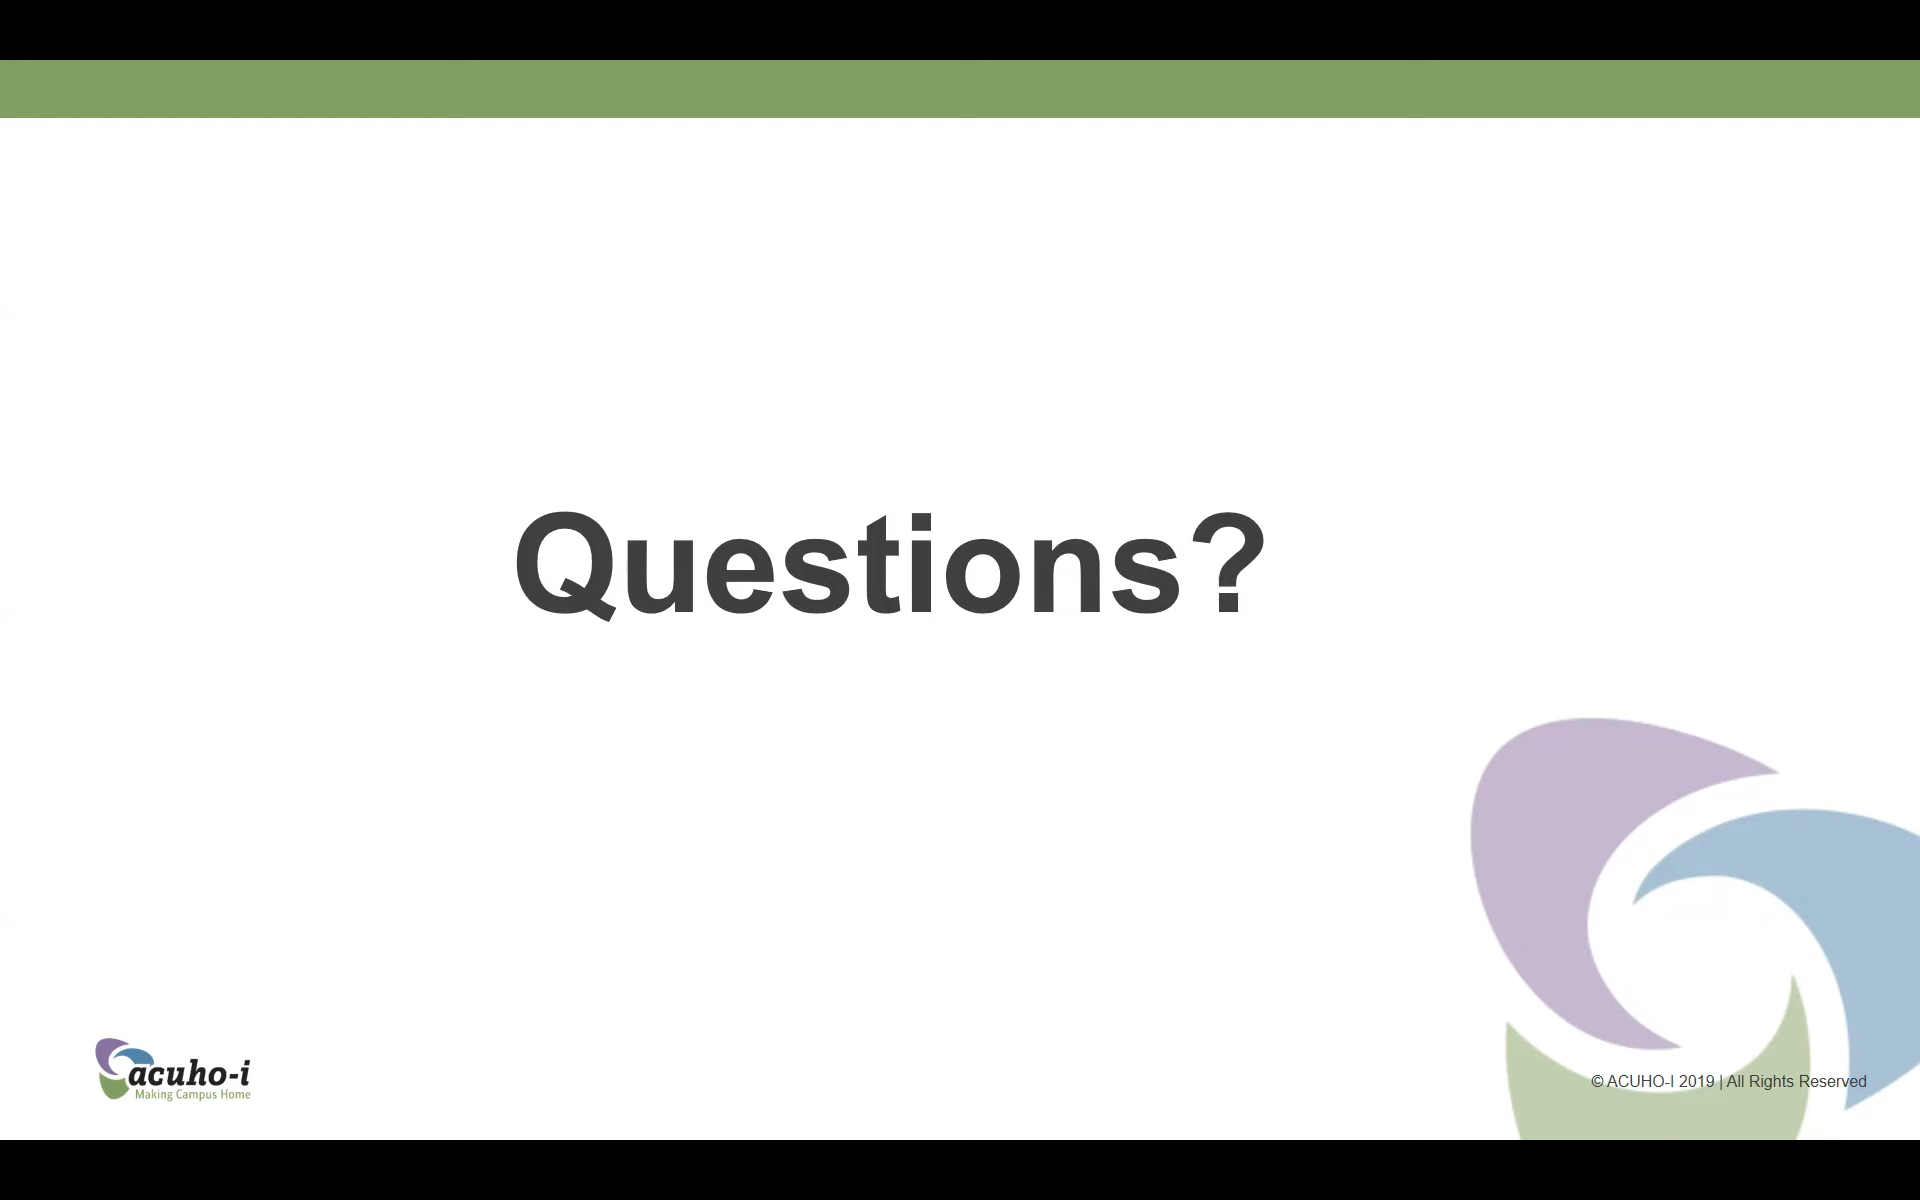 Questions?
acuho-i
Making Campus Home
© ACUHO-I 2019 | All Rights Reserved